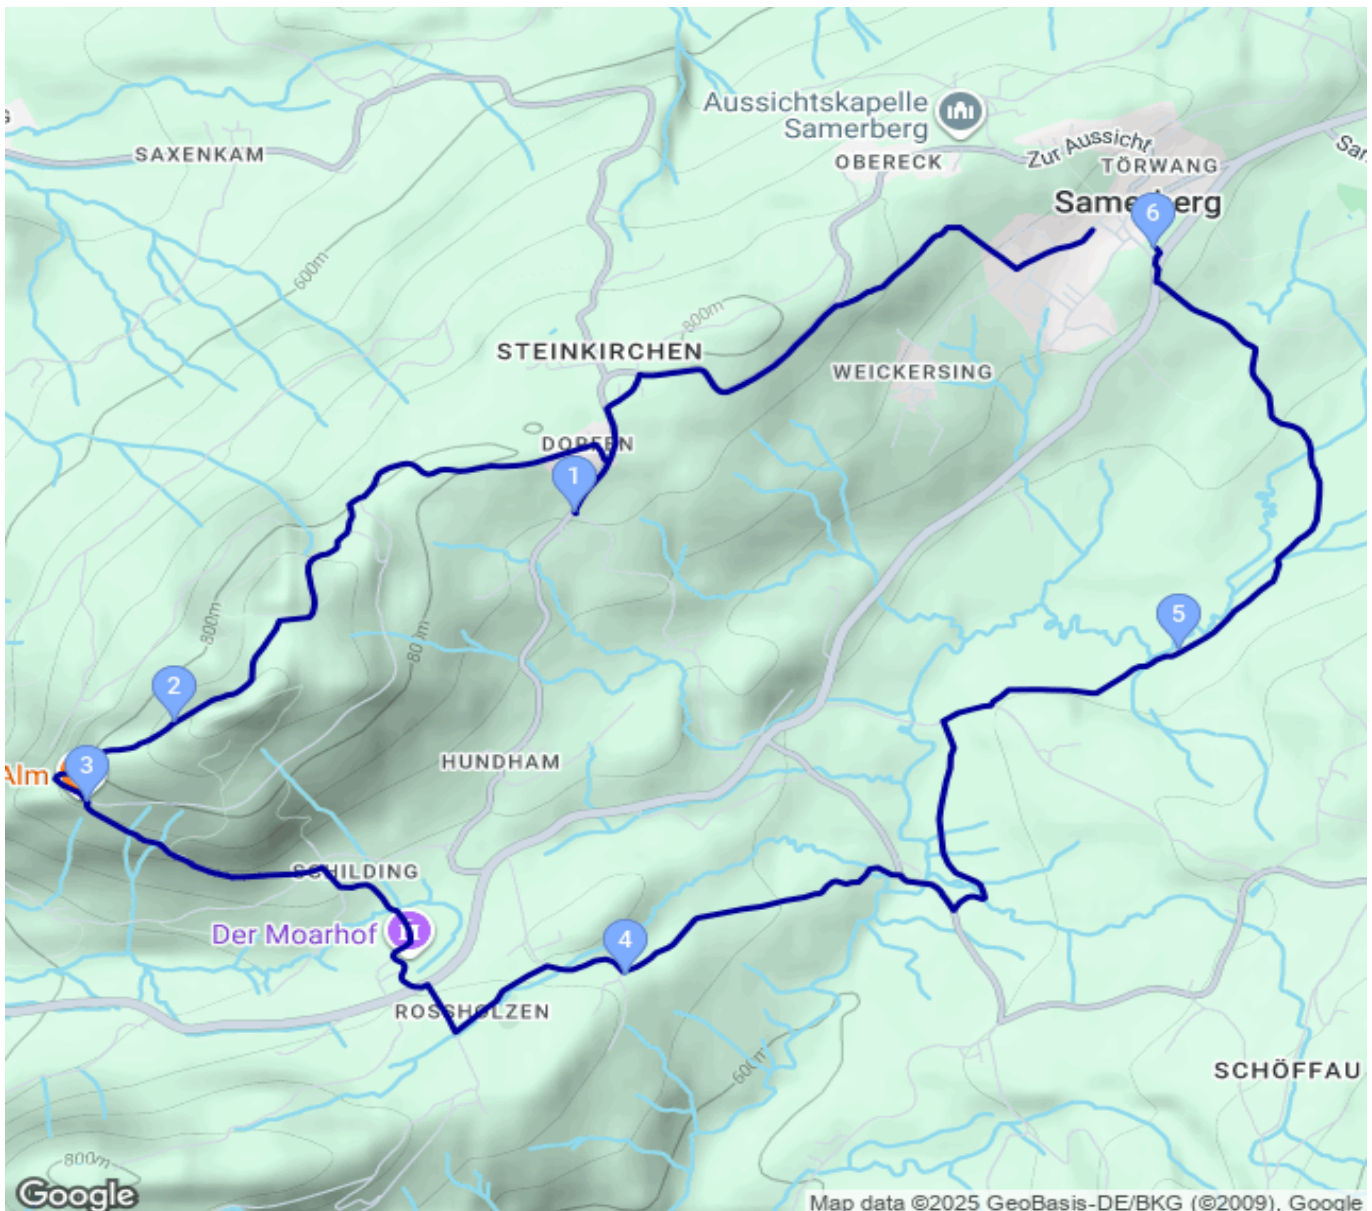 Aussichtskapelle
Samerberg
OBERECK
Zur Aussicht
TÖRWANG
SAXENKAM
Samerberg
6
600m
800m
STEINKIRCHEN
WEICKERSING
DORFEN
1
800m
800m
5
2
3
Alm
HUNDHAM
SCHILDING
Der Moarhof
4
ROSSHOLZEN
600m
SCHÖFFAU
800m
Google
Map data ©2025 GeoBasis-DE/BKG (©2009), Google